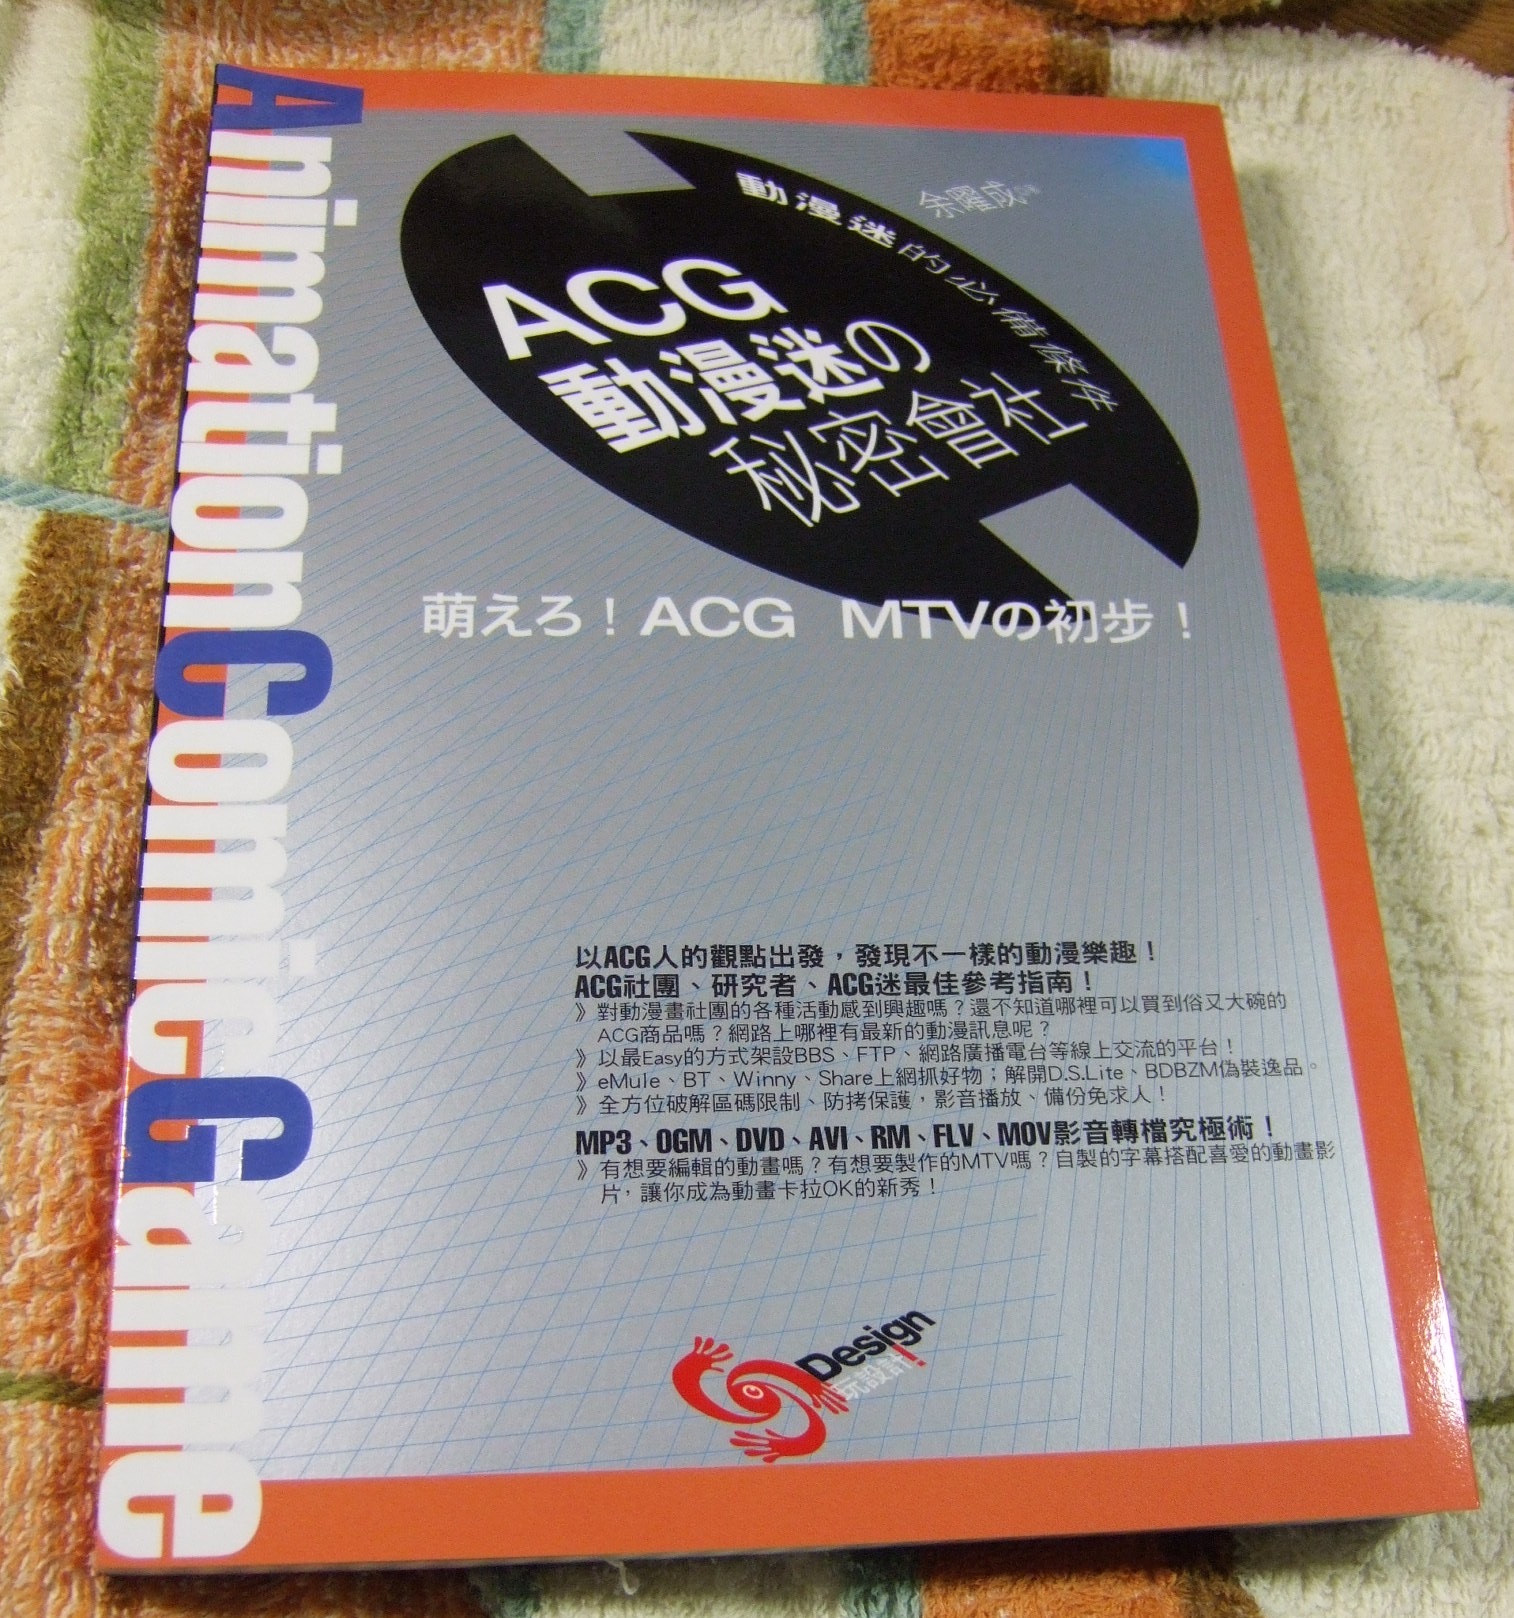 Animation Comic Game
余曜成
動漫迷的必備條件
ACG
動漫迷の
秘密會社
萌えろ！ACG MTVの初步！
以ACG人的觀點出發，發現不一樣的動漫樂趣！
ACG社團、研究者、ACG迷最佳參考指南！
》對動漫畫社團的各種活動感到興趣嗎？還不知道哪裡可以買到俗又大碗的
ACG商品嗎？網路上哪裡有最新的動漫訊息呢？
》以最Easy的方式架設BBS、FTP、網路廣播電台等線上交流的平台！
》eMule、BT、Winny、Share上網抓好物；解開D.S.Lite、BDBZM偽裝逸品。
》全方位破解區碼限制、防拷保護，影音播放、備份免求人！
MP3、OGM、DVD、AVI、RM、FLV、MOV影音轉檔究極術！
》有想要編輯的動畫嗎？有想要製作的MTV嗎？自製的字幕搭配喜愛的動畫影
片，讓你成為動畫卡拉OK的新秀！
Design
玩設計!